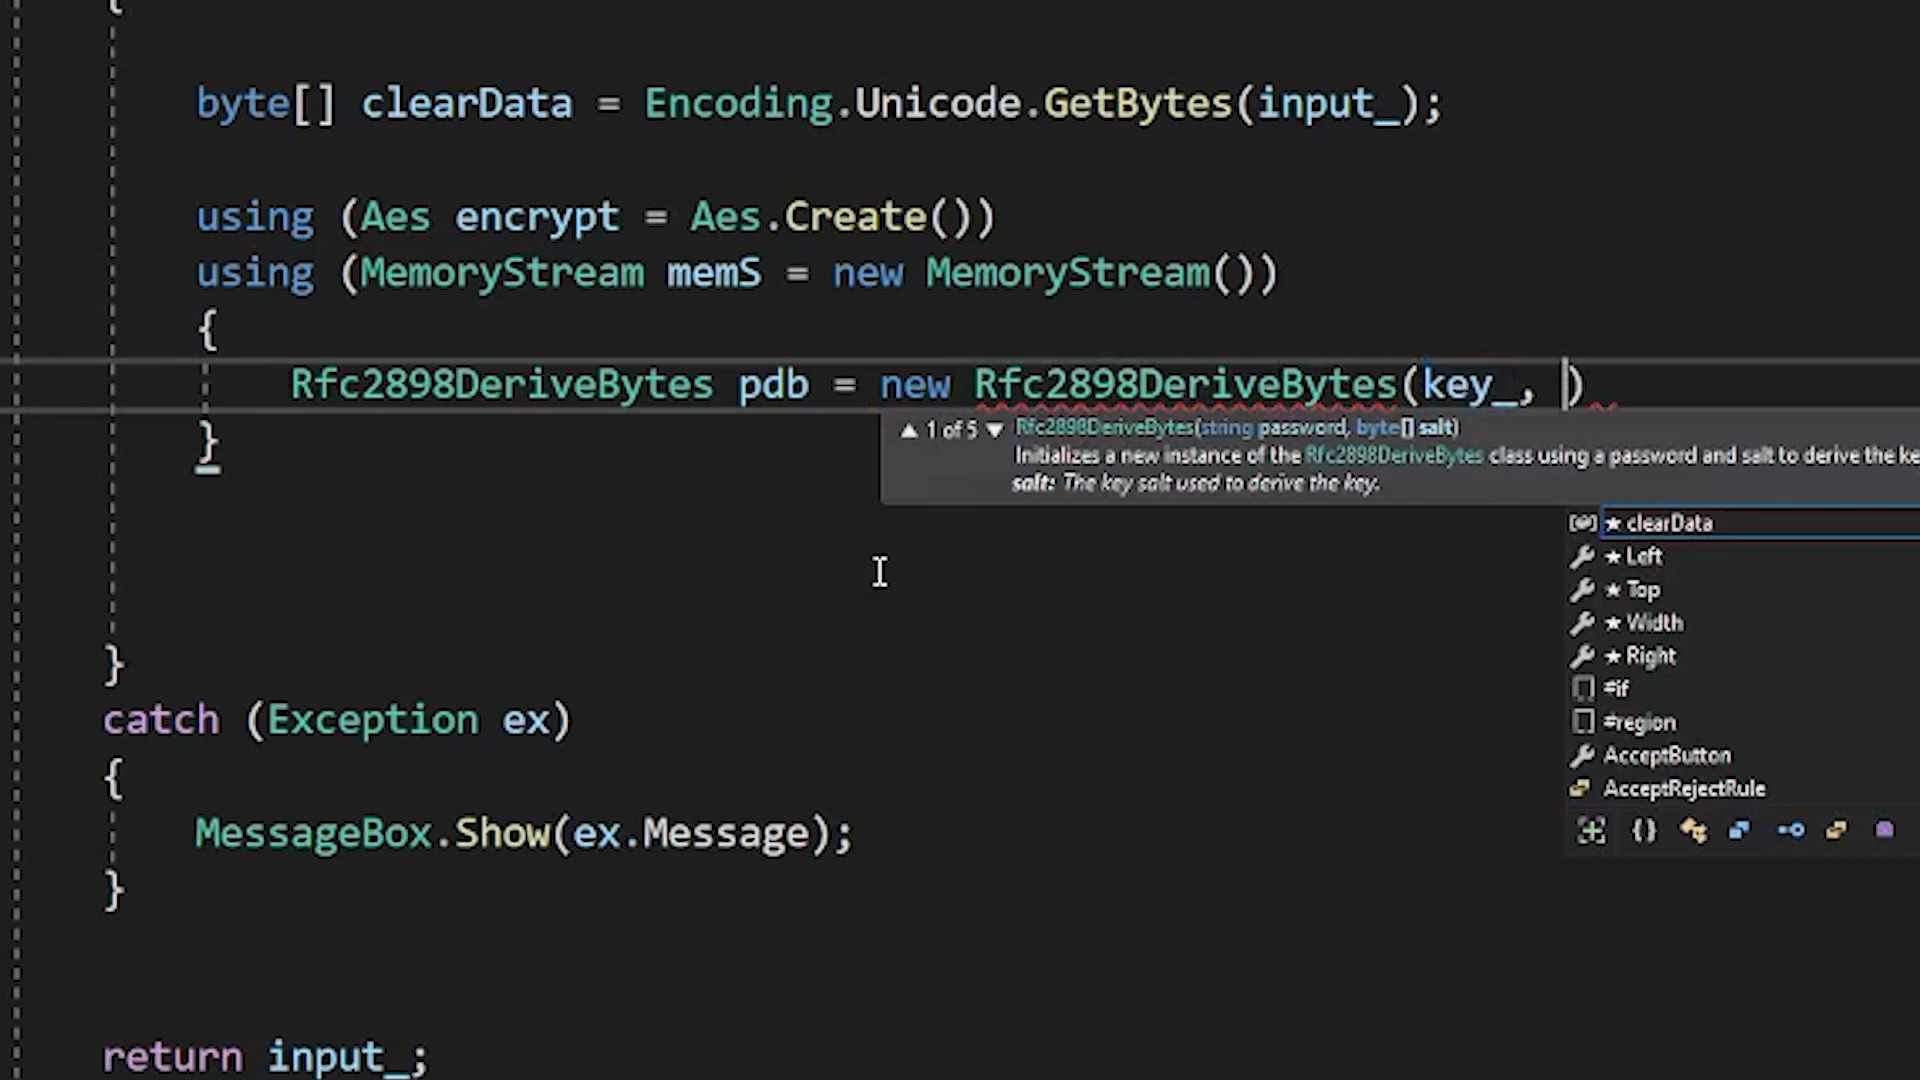 {
byte[] clearData = Encoding.Unicode.GetBytes(input_);
using (Aes encrypt = Aes.Create())
using (MemoryStream memS = new MemoryStream())
{
Rfc2898DeriveBytes pdb = new Rfc2898DeriveBytes(key_, )
}
▲ 1 of 5 ▼ Rfc2898DeriveBytes(string password, byte[] salt)
Initializes a new instance of the Rfc2898DeriveBytes class using a password and salt to derive the ke
salt: The key salt used to derive the key.
★ clearData
★ Left
★ Top
★ Width
★ Right
#if
#region
AcceptButton
AcceptRejectRule
{}
}
catch (Exception ex)
{
MessageBox.Show(ex.Message);
}
return input_;